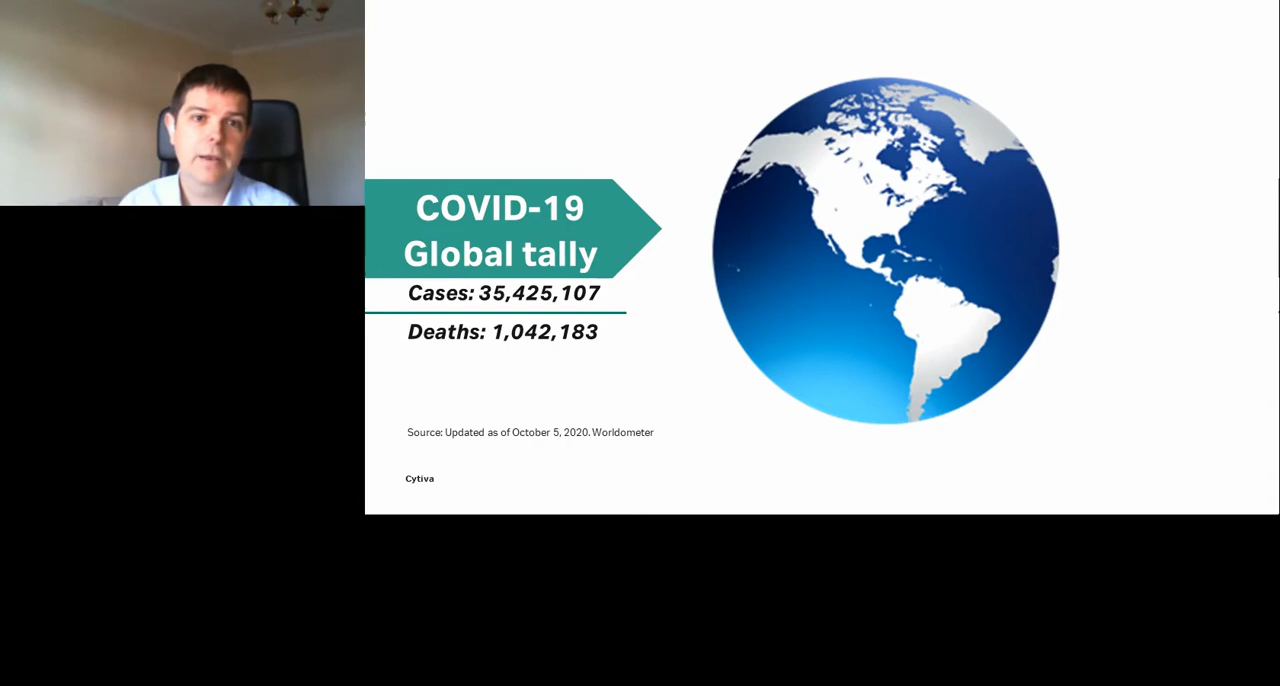 COVID-19
Global tally
Cases: 35,425,107
Deaths: 1,042,183
Source: Updated as of October 5, 2020. Worldometer
Cytiva